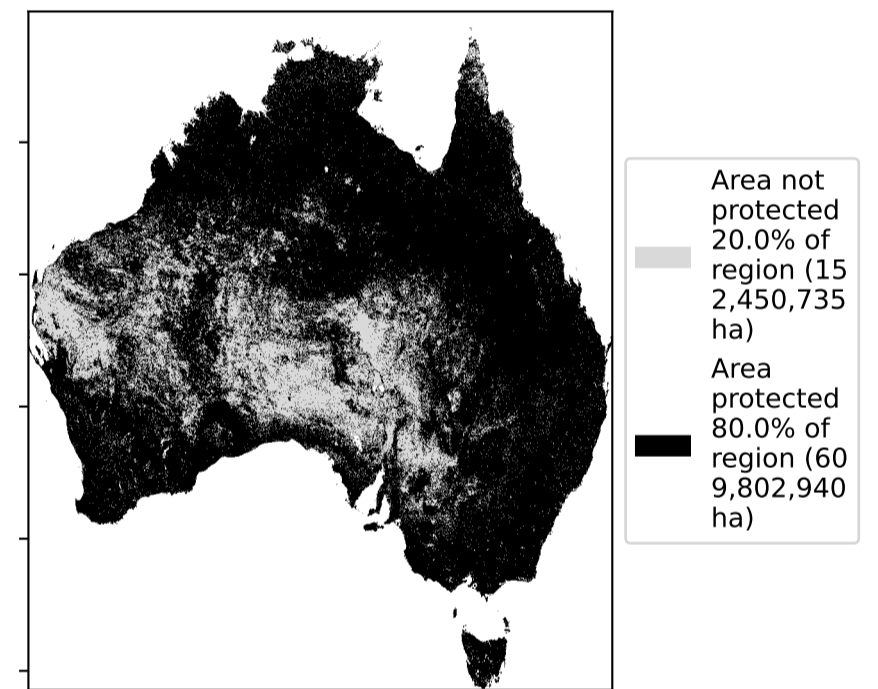 Area not
protected
20.0% of
region (15
2,450,735
ha)
Area
protected
80.0% of
region (60
9,802,940
ha)